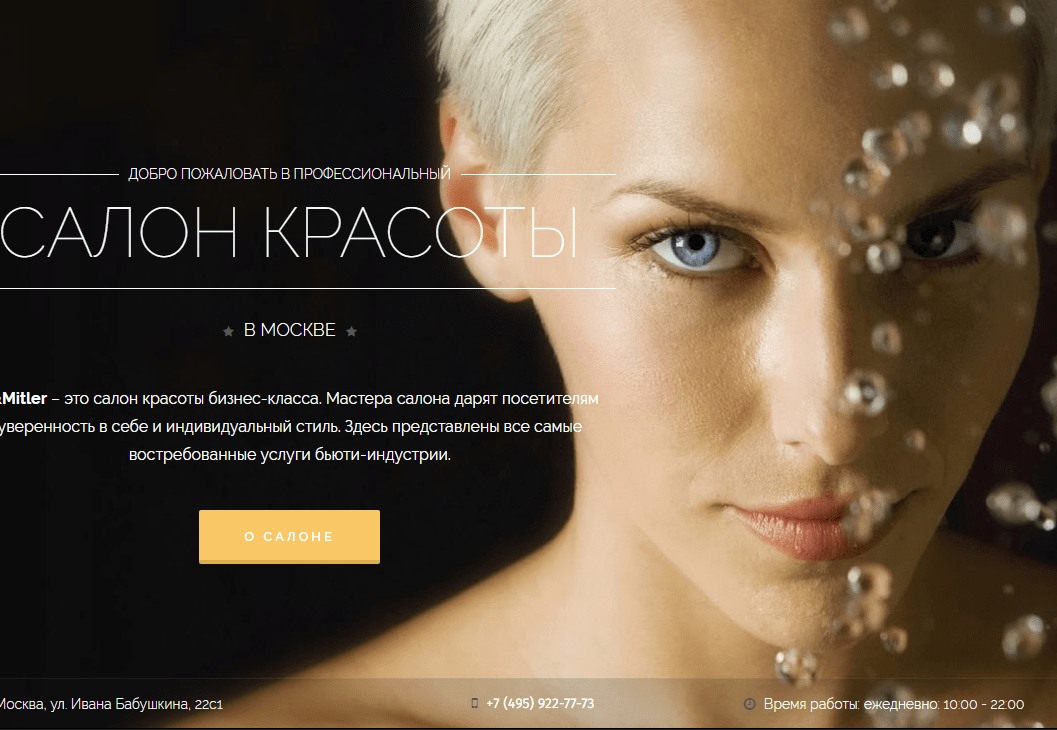 ДОБРО ПОЖАЛОВАТЬ В ПРОФЕССИОНАЛЬНЫЙ
САЛОН КРАСОТЫ
В МОСКВЕ
&Mitler – это салон красоты бизнес-класса. Мастера салона дарят посетителям
уверенность в себе и индивидуальный стиль. Здесь представлены все самые
востребованные услуги бьюти-индустрии.
О САЛОНЕ
Москва, ул. Ивана Бабушкина, 22с1
+7 (495) 922-77-73
Время работы: ежедневно: 10:00 - 22:00